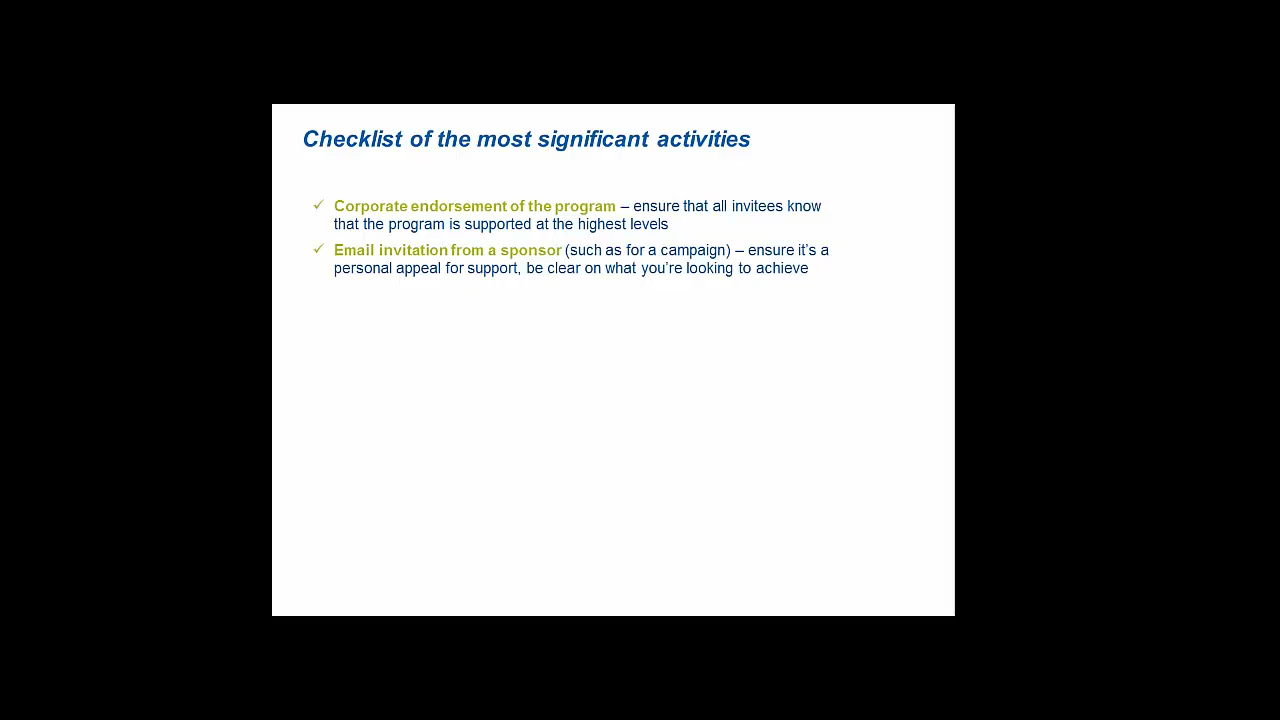 Checklist of the most significant activities
✓ Corporate endorsement of the program – ensure that all invitees know
that the program is supported at the highest levels
✓ Email invitation from a sponsor (such as for a campaign) – ensure it's a
personal appeal for support, be clear on what you're looking to achieve